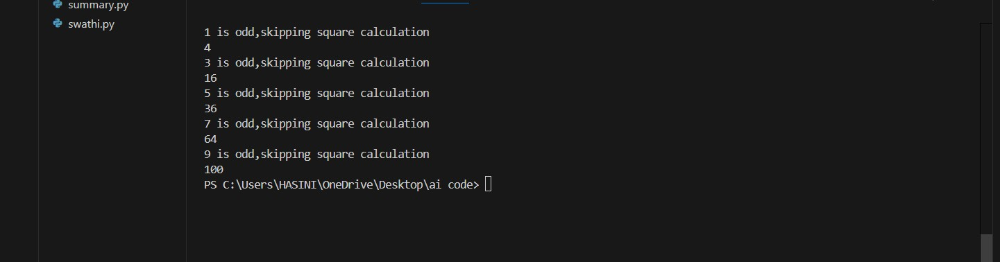 summary.py
swathi.py
1 is odd,skipping square calculation
4
3 is odd,skipping square calculation
16
5 is odd,skipping square calculation
36
7 is odd,skipping square calculation
64
9 is odd,skipping square calculation
100
PS C:\Users\HASINI\OneDrive\Desktop\ai code>